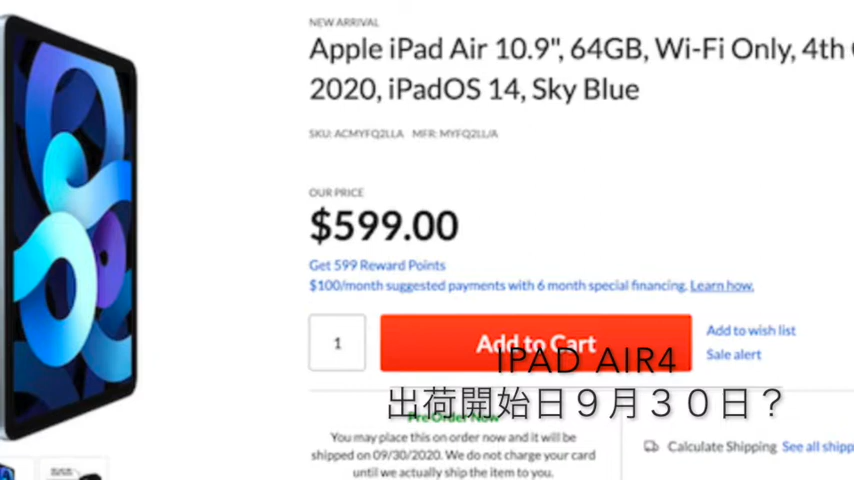 NEW ARRIVAL
Apple iPad Air 10.9", 64GB, Wi-Fi Only, 4th
2020, iPadOS 14, Sky Blue
SKU: ACMYFQ2LLA MFR: MYFQ2LL/A
OUR PRICE
$599.00
Get 599 Reward Points
$100/month suggested payments with 6 month special financing. Learn how.
1
Add to Cart
Add to wish list
Sale alert
IPAD AIR4
出荷開始日9月30日？
Pre Order Now
You may place this on order now and it will be
shipped on 09/30/2020. We do not charge your card
until we actually ship the item to you.
Calculate Shipping See all shipp